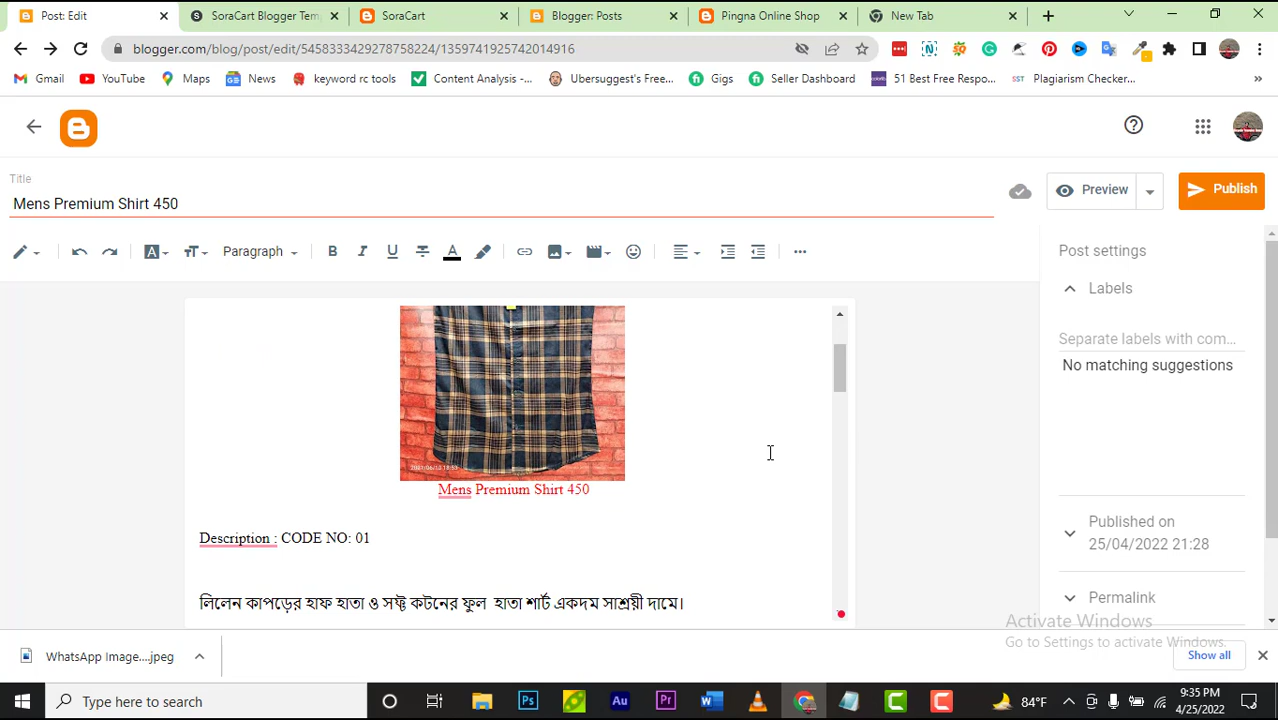 Post: Edit
SoraCart Blogger Tem
SoraCart
Blogger: Posts
Pingna Online Shop
New Tab
blogger.com/blog/post/edit/5458333429278758224/1359741925742014916
Gmail
YouTube
Maps
News
keyword rc tools
Content Analysis -...
Ubersuggest's Free...
Gigs
Seller Dashboard
51 Best Free Respo...
Plagiarism Checker...
Title
Mens Premium Shirt 450
Preview
Publish
Paragraph
Post settings
Labels
Separate labels with com...
No matching suggestions
Mens Premium Shirt 450
Description : CODE NO: 01
লিলেন কাপড়ের হাফ হাতা ও সফ্ট কটনের ফুল হাতা শার্ট একদম সাশ্রয়ী দামে।
Published on
25/04/2022 21:28
Permalink
Activate Windows
Go to Settings to activate Windows.
WhatsApp Image....jpeg
Show all
Type here to search
84°F
9:35 PM
4/25/2022